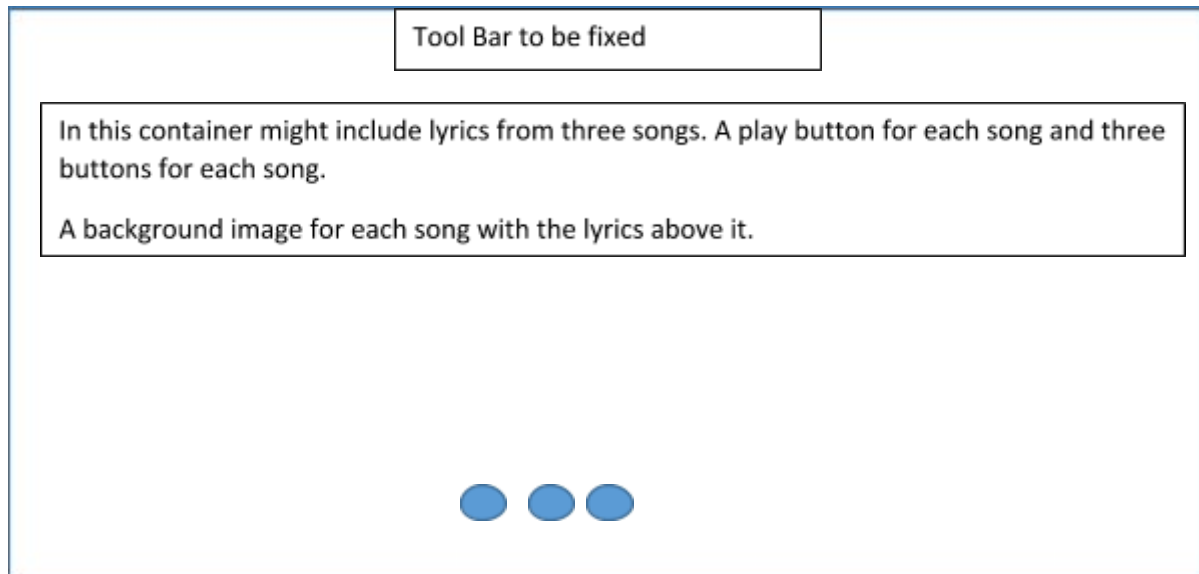 Tool Bar to be fixed
In this container might include lyrics from three songs. A play button for each song and three
buttons for each song.
A background image for each song with the lyrics above it.